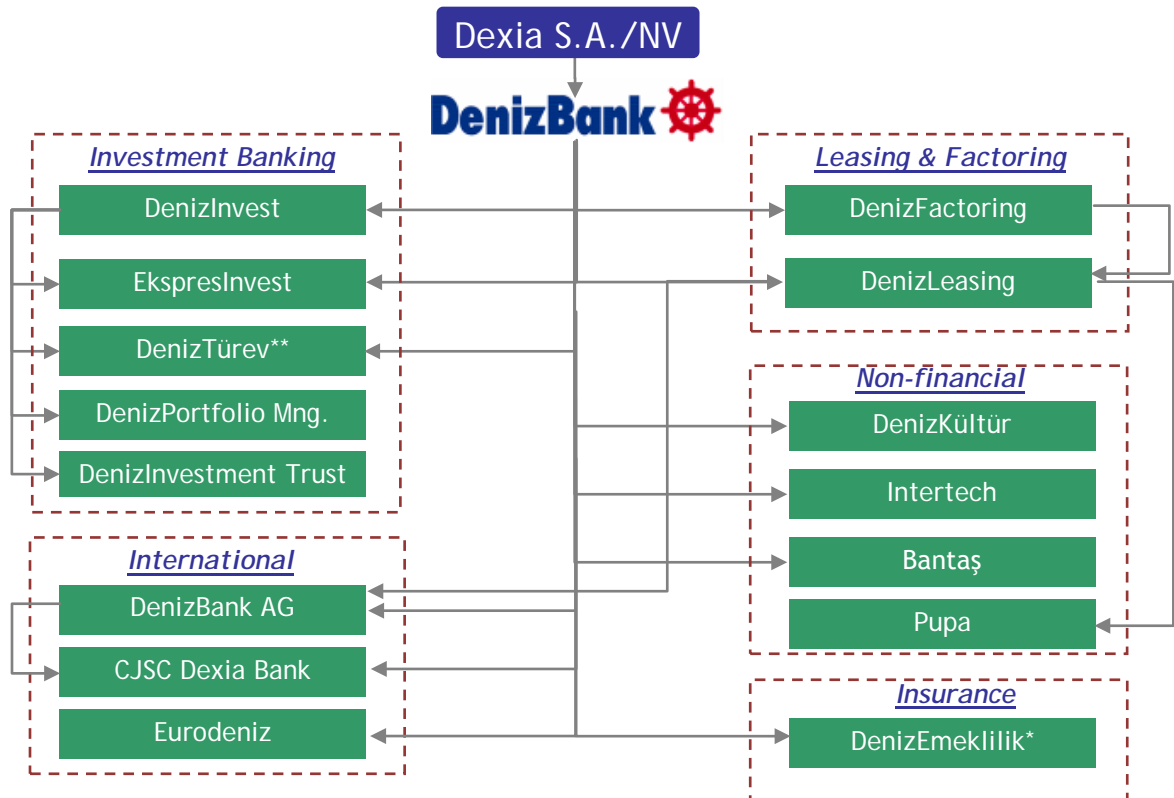 Dexia S.A./NV
DenizBank
Investment Banking
DenizInvest
EkspresInvest
DenizTürev**
DenizPortfolio Mng.
DenizInvestment Trust
International
DenizBank AG
CJSC Dexia Bank
Eurodeniz
Leasing & Factoring
DenizFactoring
DenizLeasing
Non-financial
DenizKültür
Intertech
Bantaş
Pupa
Insurance
DenizEmeklilik*